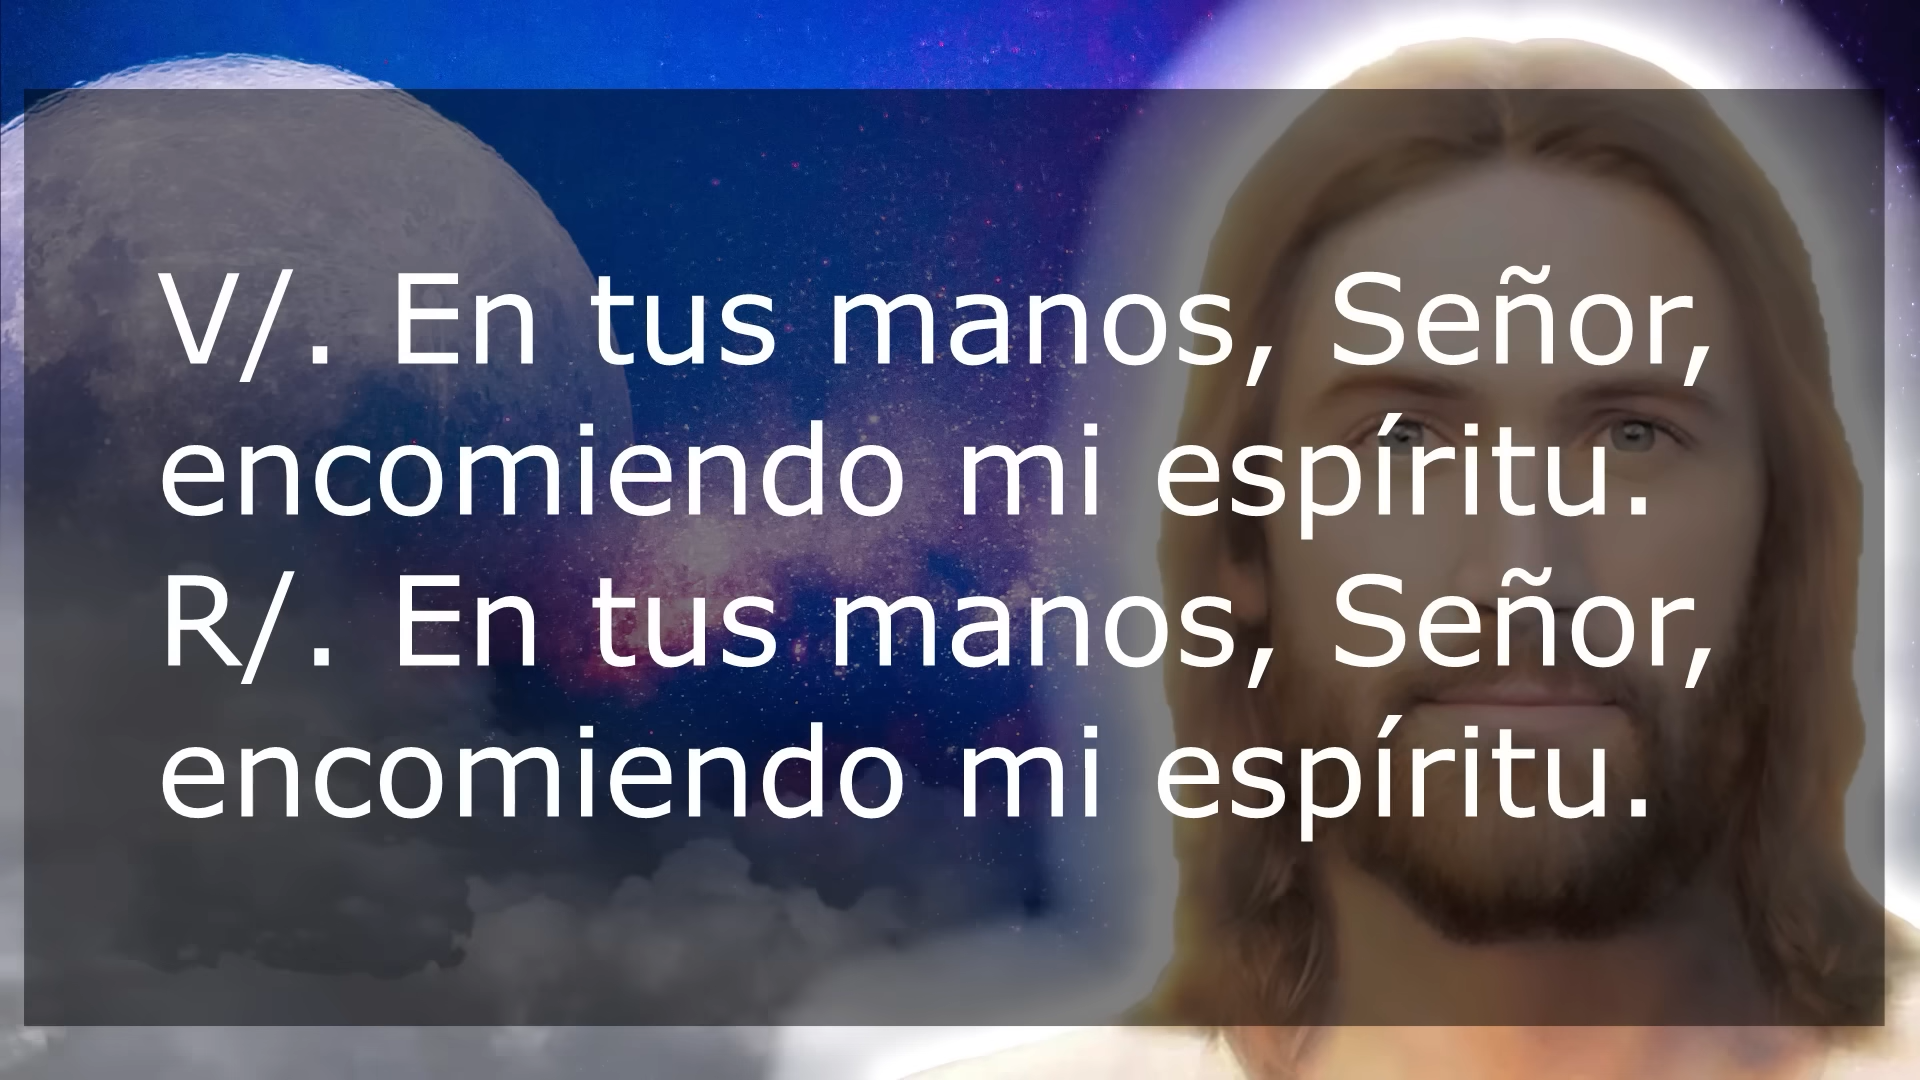 V/. En tus manos, Señor,
encomiendo mi espíritu.
R/. En tus manos, Señor,
encomiendo mi espíritu.